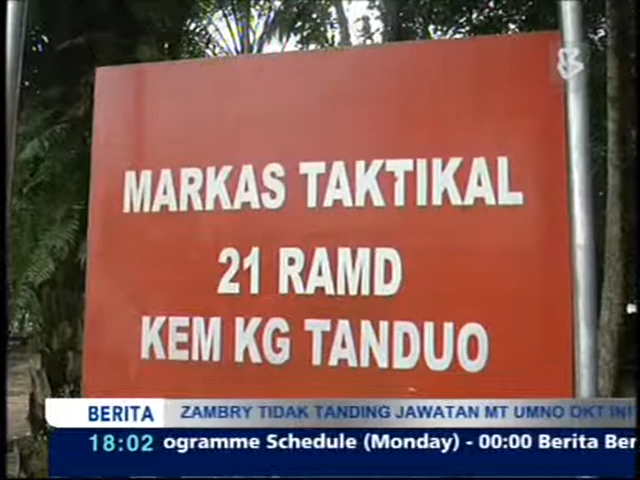 MARKAS TAKTIKAL
21 RAMD
KEM KG TANDUO
BERITA
ZAMBRY TIDAK TANDING JAWATAN MT UMNO OKT INI
18:02
ogramme Schedule (Monday) - 00:00 Berita Ber